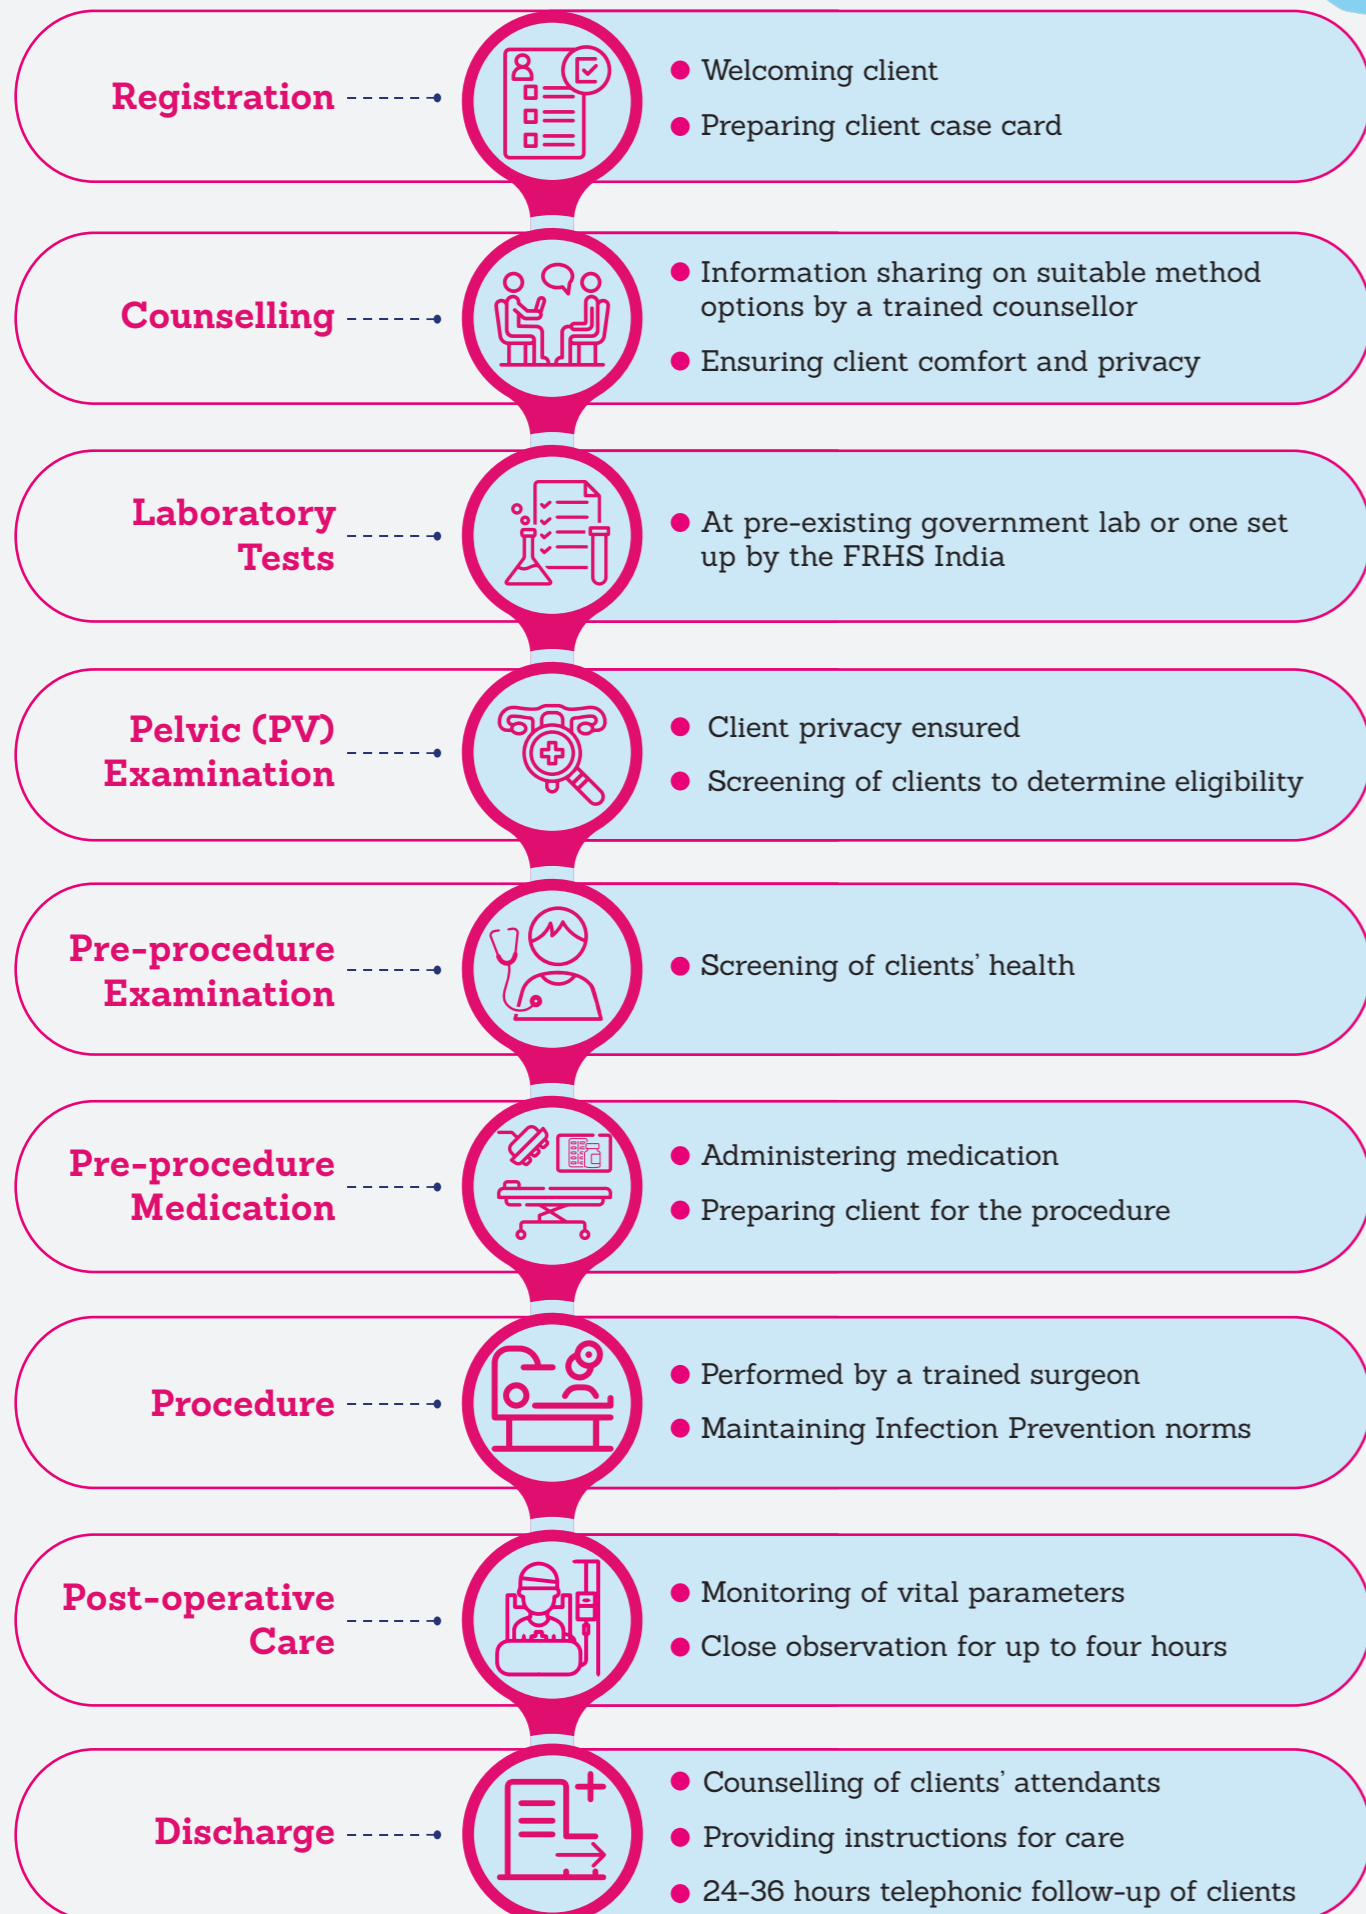 Registration
● Welcoming client
● Preparing client case card
Counselling
● Information sharing on suitable method
options by a trained counsellor
● Ensuring client comfort and privacy
Laboratory
Tests
● At pre-existing government lab or one set
up by the FRHS India
Pelvic (PV)
Examination
● Client privacy ensured
● Screening of clients to determine eligibility
Pre-procedure
Examination
● Screening of clients’ health
Pre-procedure
Medication
● Administering medication
● Preparing client for the procedure
Procedure
● Performed by a trained surgeon
● Maintaining Infection Prevention norms
Post-operative
Care
● Monitoring of vital parameters
● Close observation for up to four hours
Discharge
● Counselling of clients’ attendants
● Providing instructions for care
● 24-36 hours telephonic follow-up of clients